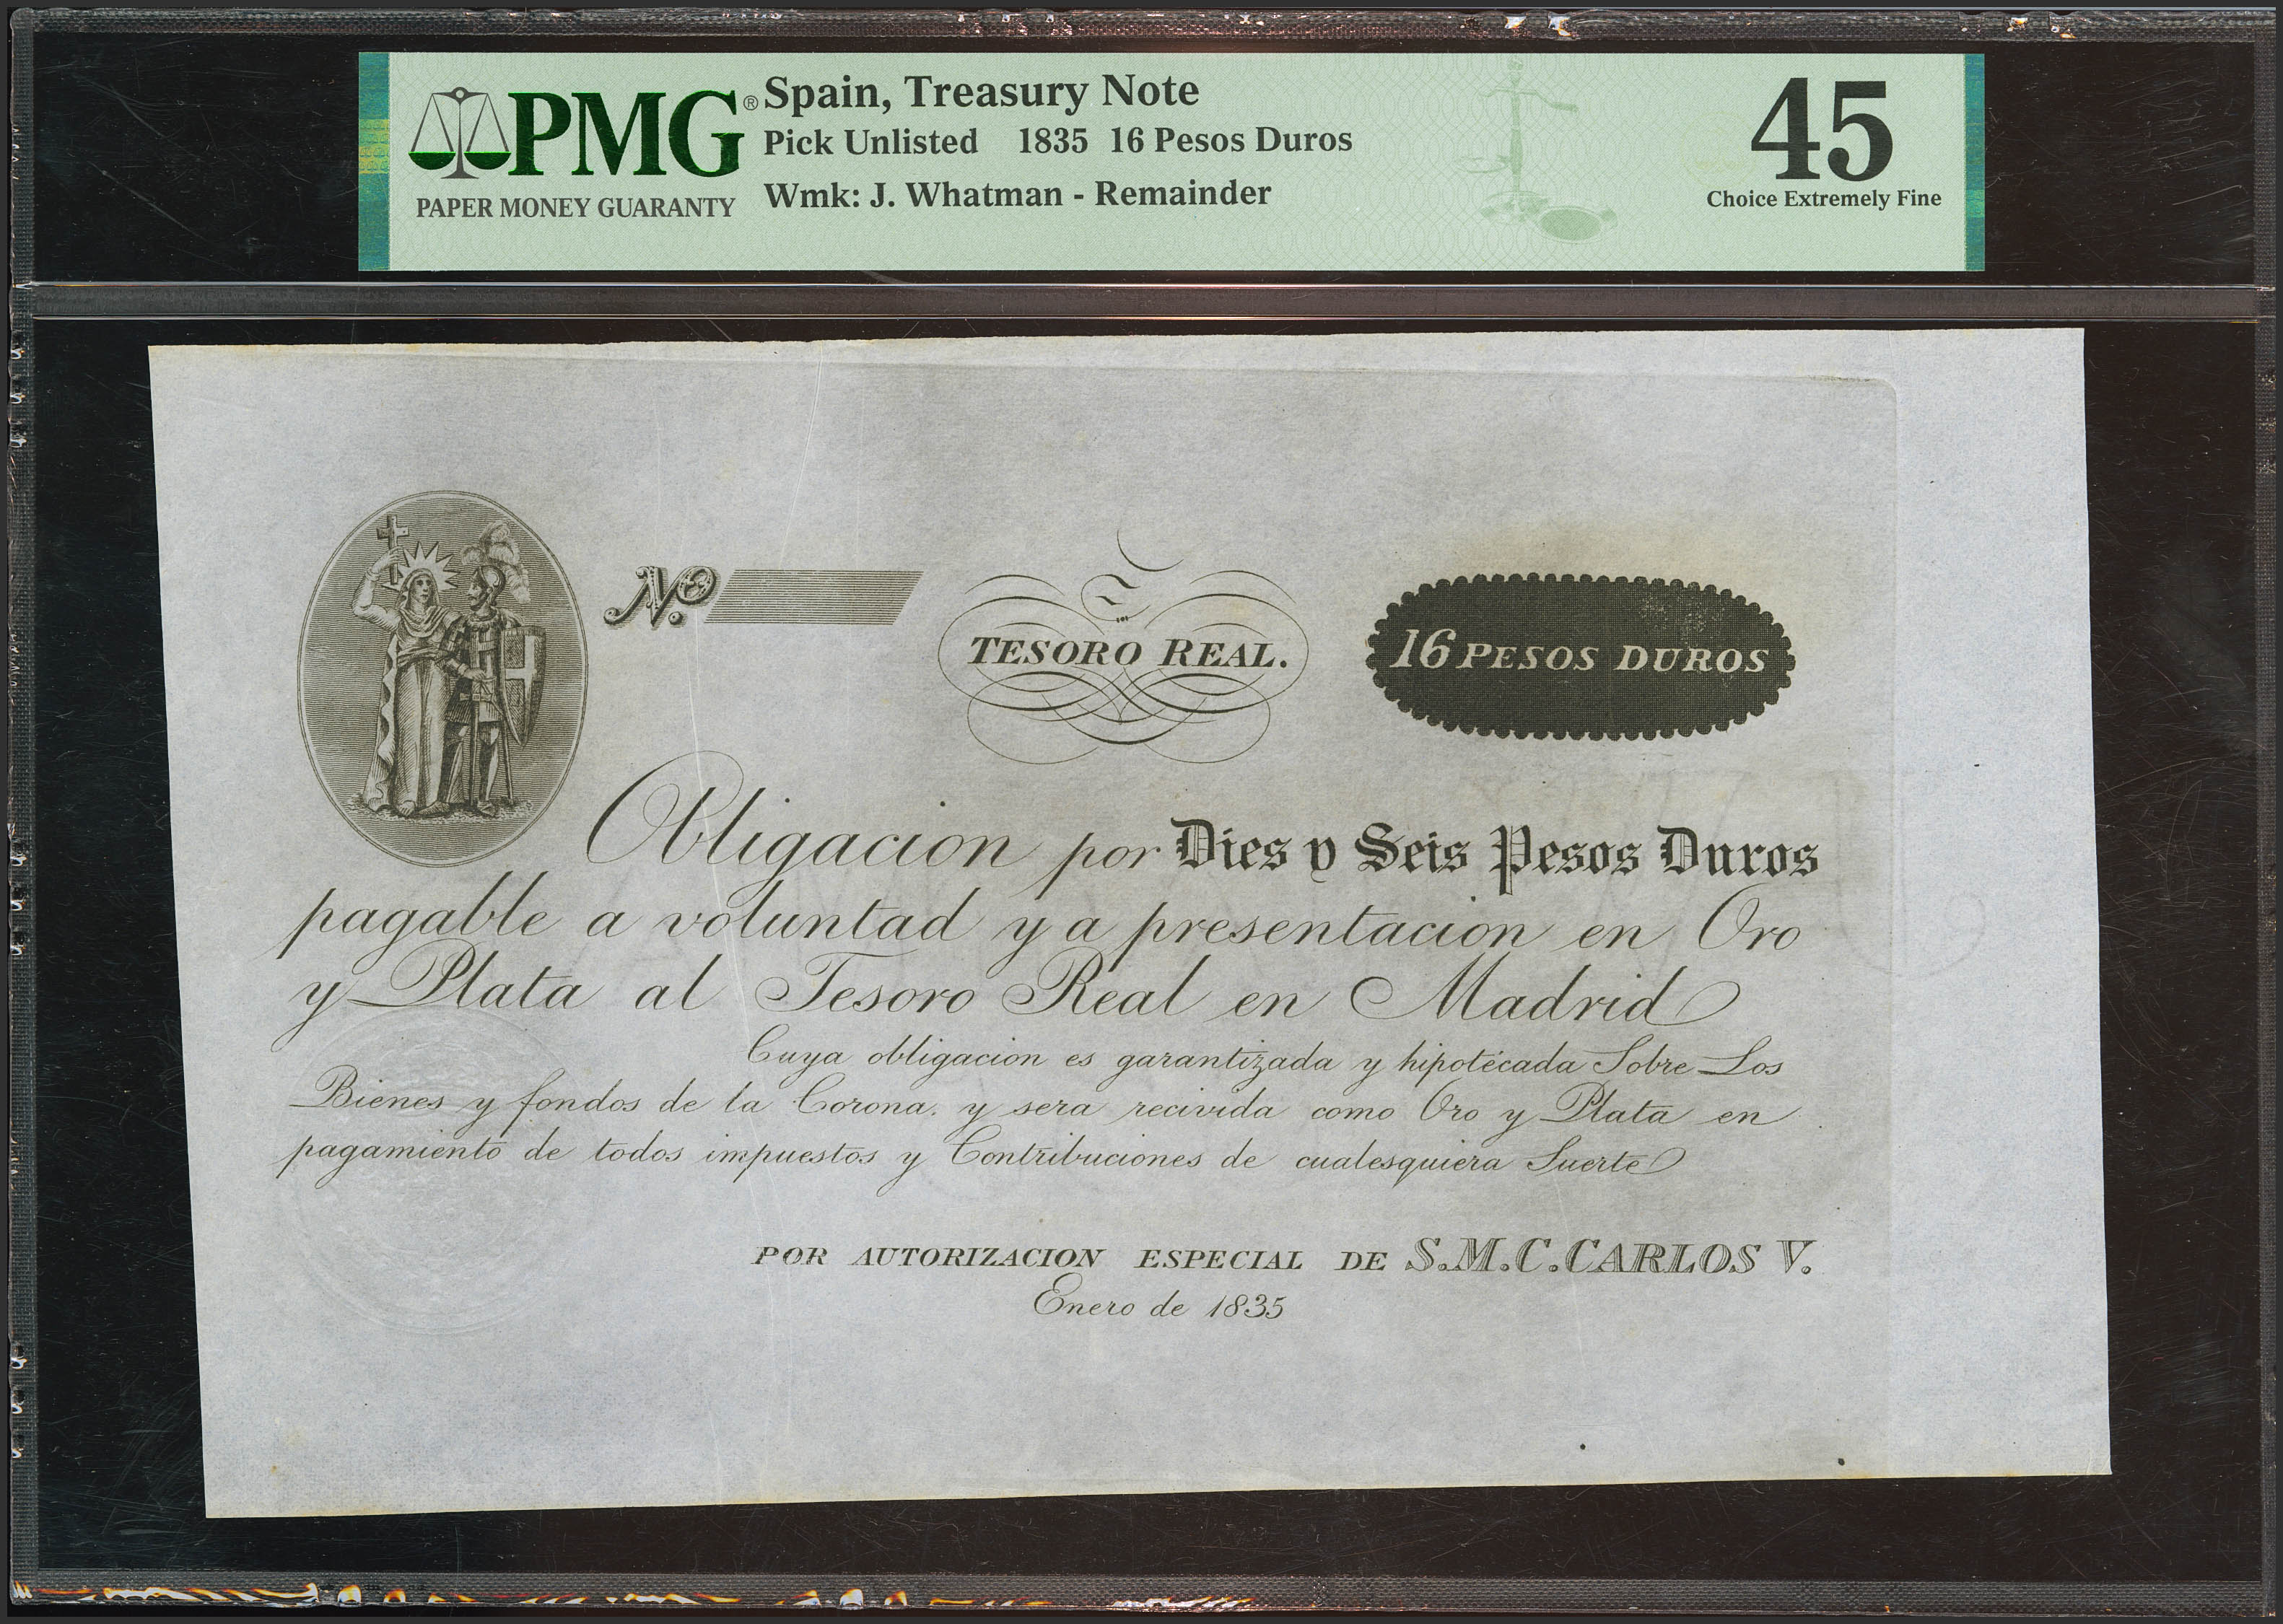 PMG®
PAPER MONEY GUARANTY
Spain, Treasury Note
Pick Unlisted 1835 16 Pesos Duros
Wmk: J. Whatman - Remainder
45
Choice Extremely Fine
No.
TESORO REAL.
16 PESOS DUROS
Obligacion por Dies y Seis Pesos Duros
pagable a voluntad y a presentacion en Oro
y Plata al Tesoro Real en Madrid
Cuya obligacion es garantizada y hipotécada Sobre Los
Bienes y fondos de la Corona. y sera recivida como Oro y Plata en
pagamiento de todos impuestos y Contribuciones de cualesquiera Suerte
POR AUTORIZACION ESPECIAL DE S.M.C. CARLOS V.
Enero de 1835